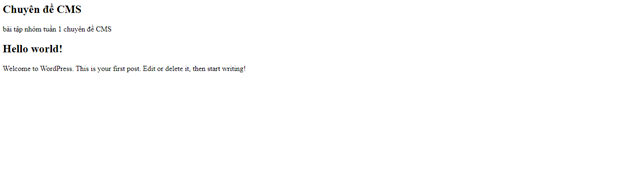 Chuyên đề CMS
bài tập nhóm tuần 1 chuyên đề CMS
Hello world!
Welcome to WordPress. This is your first post. Edit or delete it, then start writing!